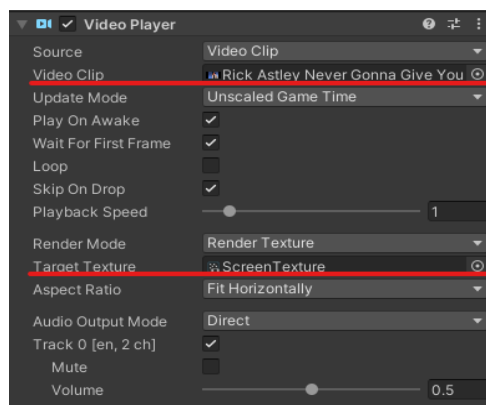 Video Player
Source Video Clip
Video Clip Rick Astley Never Gonna Give You
Update Mode Unscaled Game Time
Play On Awake
Wait For First Frame
Loop
Skip On Drop
Playback Speed 1
Render Mode Render Texture
Target Texture ScreenTexture
Aspect Ratio Fit Horizontally
Audio Output Mode Direct
Track 0 [en, 2 ch]
Mute
Volume 0.5